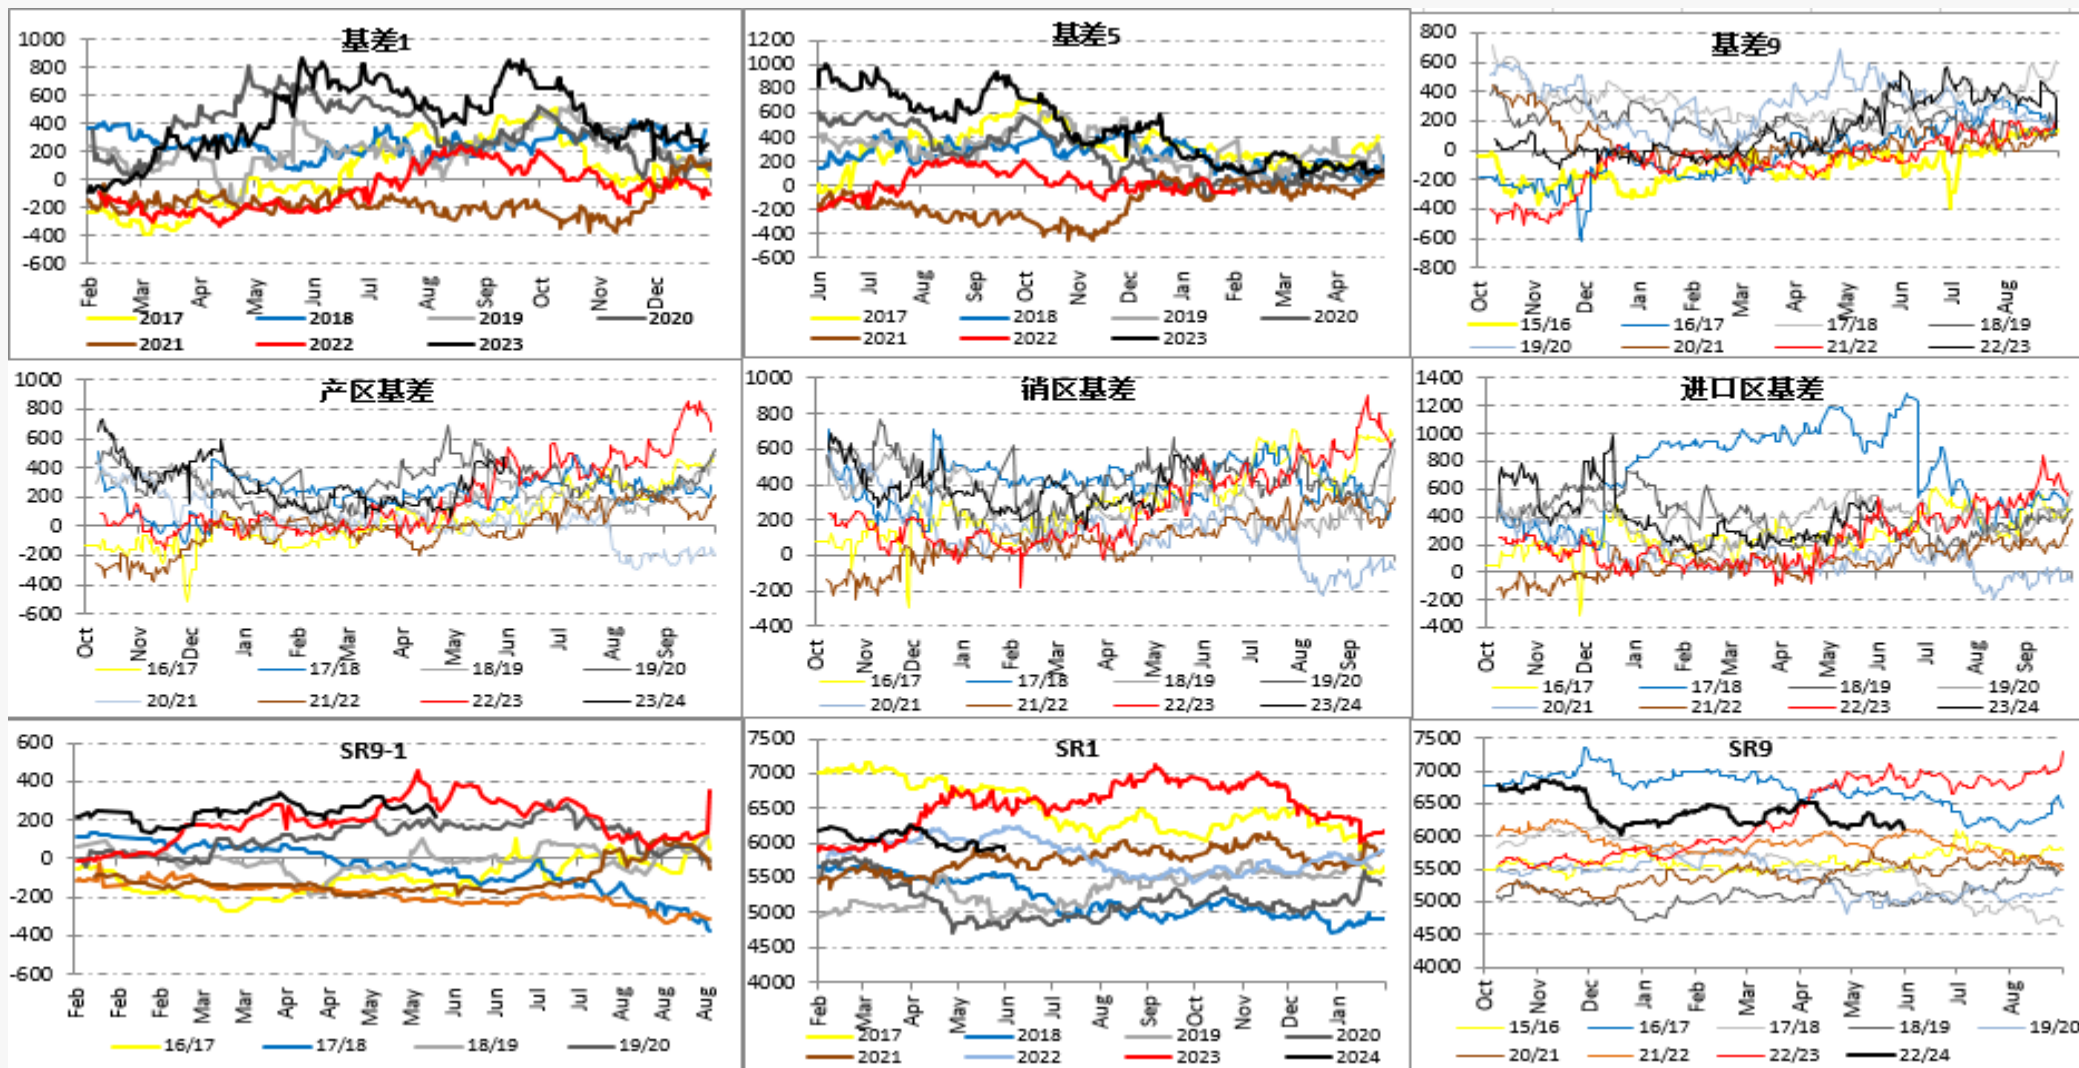 基差1
1000
800
600
400
200
0
-200
-400
-600
Feb Mar Apr May Jun Jul Aug Sep Oct Nov Dec
2017 2018 2019 2020
2021 2022 2023
基差5
1200
1000
800
600
400
200
0
-200
-400
-600
Jun Jul Aug Sep Oct Nov Dec Jan Feb Mar Apr
2017 2018 2019 2020
2021 2022 2023
基差9
800
600
400
200
0
-200
-400
-600
-800
Oct Nov Dec Jan Feb Mar Apr May Jun Jul Aug
15/16 16/17 17/18 18/19
19/20 20/21 21/22 22/23
产区基差
1000
800
600
400
200
0
-200
-400
-600
Oct Nov Dec Jan Feb Mar Apr May Jun Jul Aug Sep
16/17 17/18 18/19 19/20
20/21 21/22 22/23 23/24
销区基差
1000
800
600
400
200
0
-200
-400
Oct Nov Dec Jan Feb Mar Apr May Jun Jul Aug Sep
16/17 17/18 18/19 19/20
20/21 21/22 22/23 23/24
进口区基差
1400
1200
1000
800
600
400
200
0
-200
-400
Oct Nov Dec Jan Feb Mar Apr May Jun Jul Aug Sep
16/17 17/18 18/19 19/20
20/21 21/22 22/23 23/24
SR9-1
600
400
200
0
-200
-400
-600
Feb Feb Feb Mar Mar Apr Apr May May Jun Jun Jul Jul Aug Aug Aug
16/17 17/18 18/19 19/20
SR1
7500
7000
6500
6000
5500
5000
4500
4000
Feb Mar Apr May Jun Jul Aug Sep Oct Nov Dec Jan
2017 2018 2019 2020
2021 2022 2023 2024
SR9
7500
7000
6500
6000
5500
5000
4500
4000
Oct Nov Dec Jan Feb Mar Apr May Jun Jul Aug
15/16 16/17 17/18 18/19 19/20
20/21 21/22 22/23 22/24